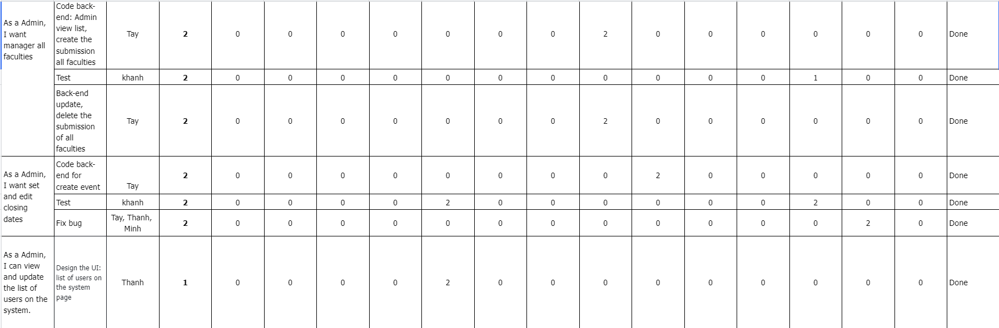 As a Admin,
I want
manager all
faculties
Code back-
end: Admin
view list,
create the
submission
all faculties
Tay
2
0
0
0
0
0
0
0
2
0
0
0
0
0
0
Done
Test
khanh
2
0
0
0
0
0
0
0
0
0
0
0
1
0
0
Done
Back-end
update,
delete the
submission
of all
faculties
Tay
2
0
0
0
0
0
0
0
2
0
0
0
0
0
0
Done
As a Admin,
I want set
and edit
closing
dates
Code back-
end for
create event
Tay
2
0
0
0
0
0
0
0
0
2
0
0
0
0
0
Done
Test
khanh
2
0
0
0
0
2
0
0
0
0
0
0
2
0
0
Done
Fix bug
Tay, Thanh,
Minh
2
0
0
0
0
0
0
0
0
0
0
0
0
2
0
Done
As a Admin,
I can view
and update
the list of
users on the
system.
Design the UI:
list of users on
the system
page
Thanh
1
0
0
0
0
2
0
0
0
0
0
0
0
0
0
Done